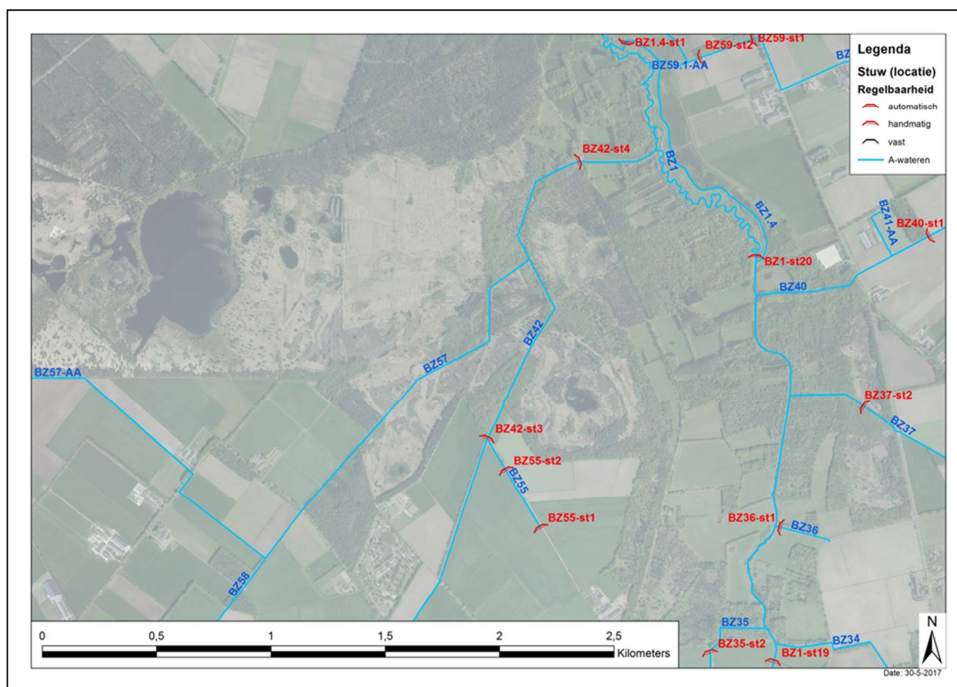 BZ1.4-st1
BZ59-st2
BZ59-st1
BZ59.1-AA
BZ
Legenda
Stuw (locatie)
Regelbaarheid
automatisch
handmatig
vast
A-wateren
BZ42-st4
BZ1
BZ1.4
BZ41-AA
BZ40-st1
BZ1-st20
BZ40
BZ42
BZ57
BZ57-AA
BZ37-st2
BZ37
BZ42-st3
BZ55-st2
BZ55
BZ55-st1
BZ36-st1
BZ36
BZ58
BZ35
BZ34
BZ35-st2
BZ1-st19
0 0,5 1 1,5 2 2,5
Kilometers
N
Date: 30-5-2017